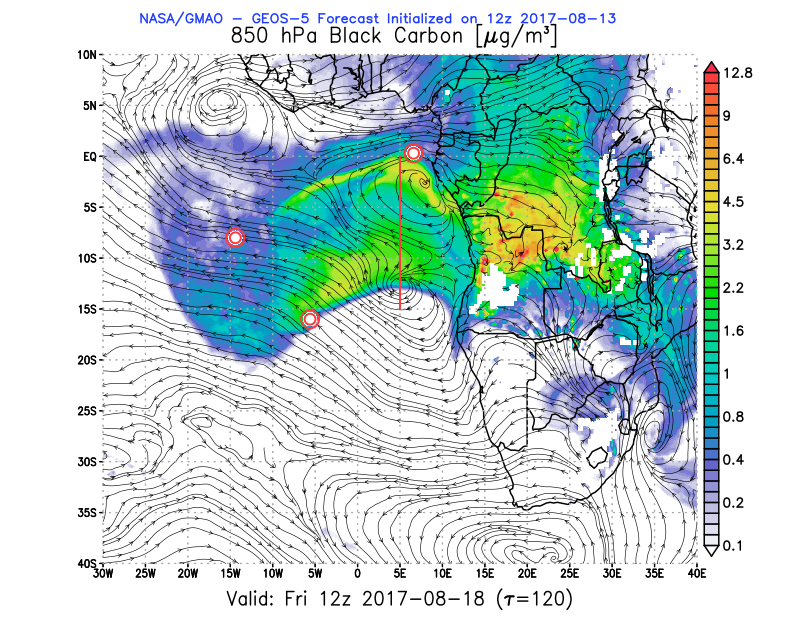 NASA/GMAO − GEOS−5 Forecast Initialized on 12z 2017−08−13
850 hPa Black Carbon [μg/m³]
10N
5N
EQ
5S
10S
15S
20S
25S
30S
35S
40S
30W 25W 20W 15W 10W 5W 0 5E 10E 15E 20E 25E 30E 35E 40E
12.8
9
6.4
4.5
3.2
2.2
1.6
1
0.8
0.4
0.2
0.1
Valid: Fri 12z 2017−08−18 (τ=120)